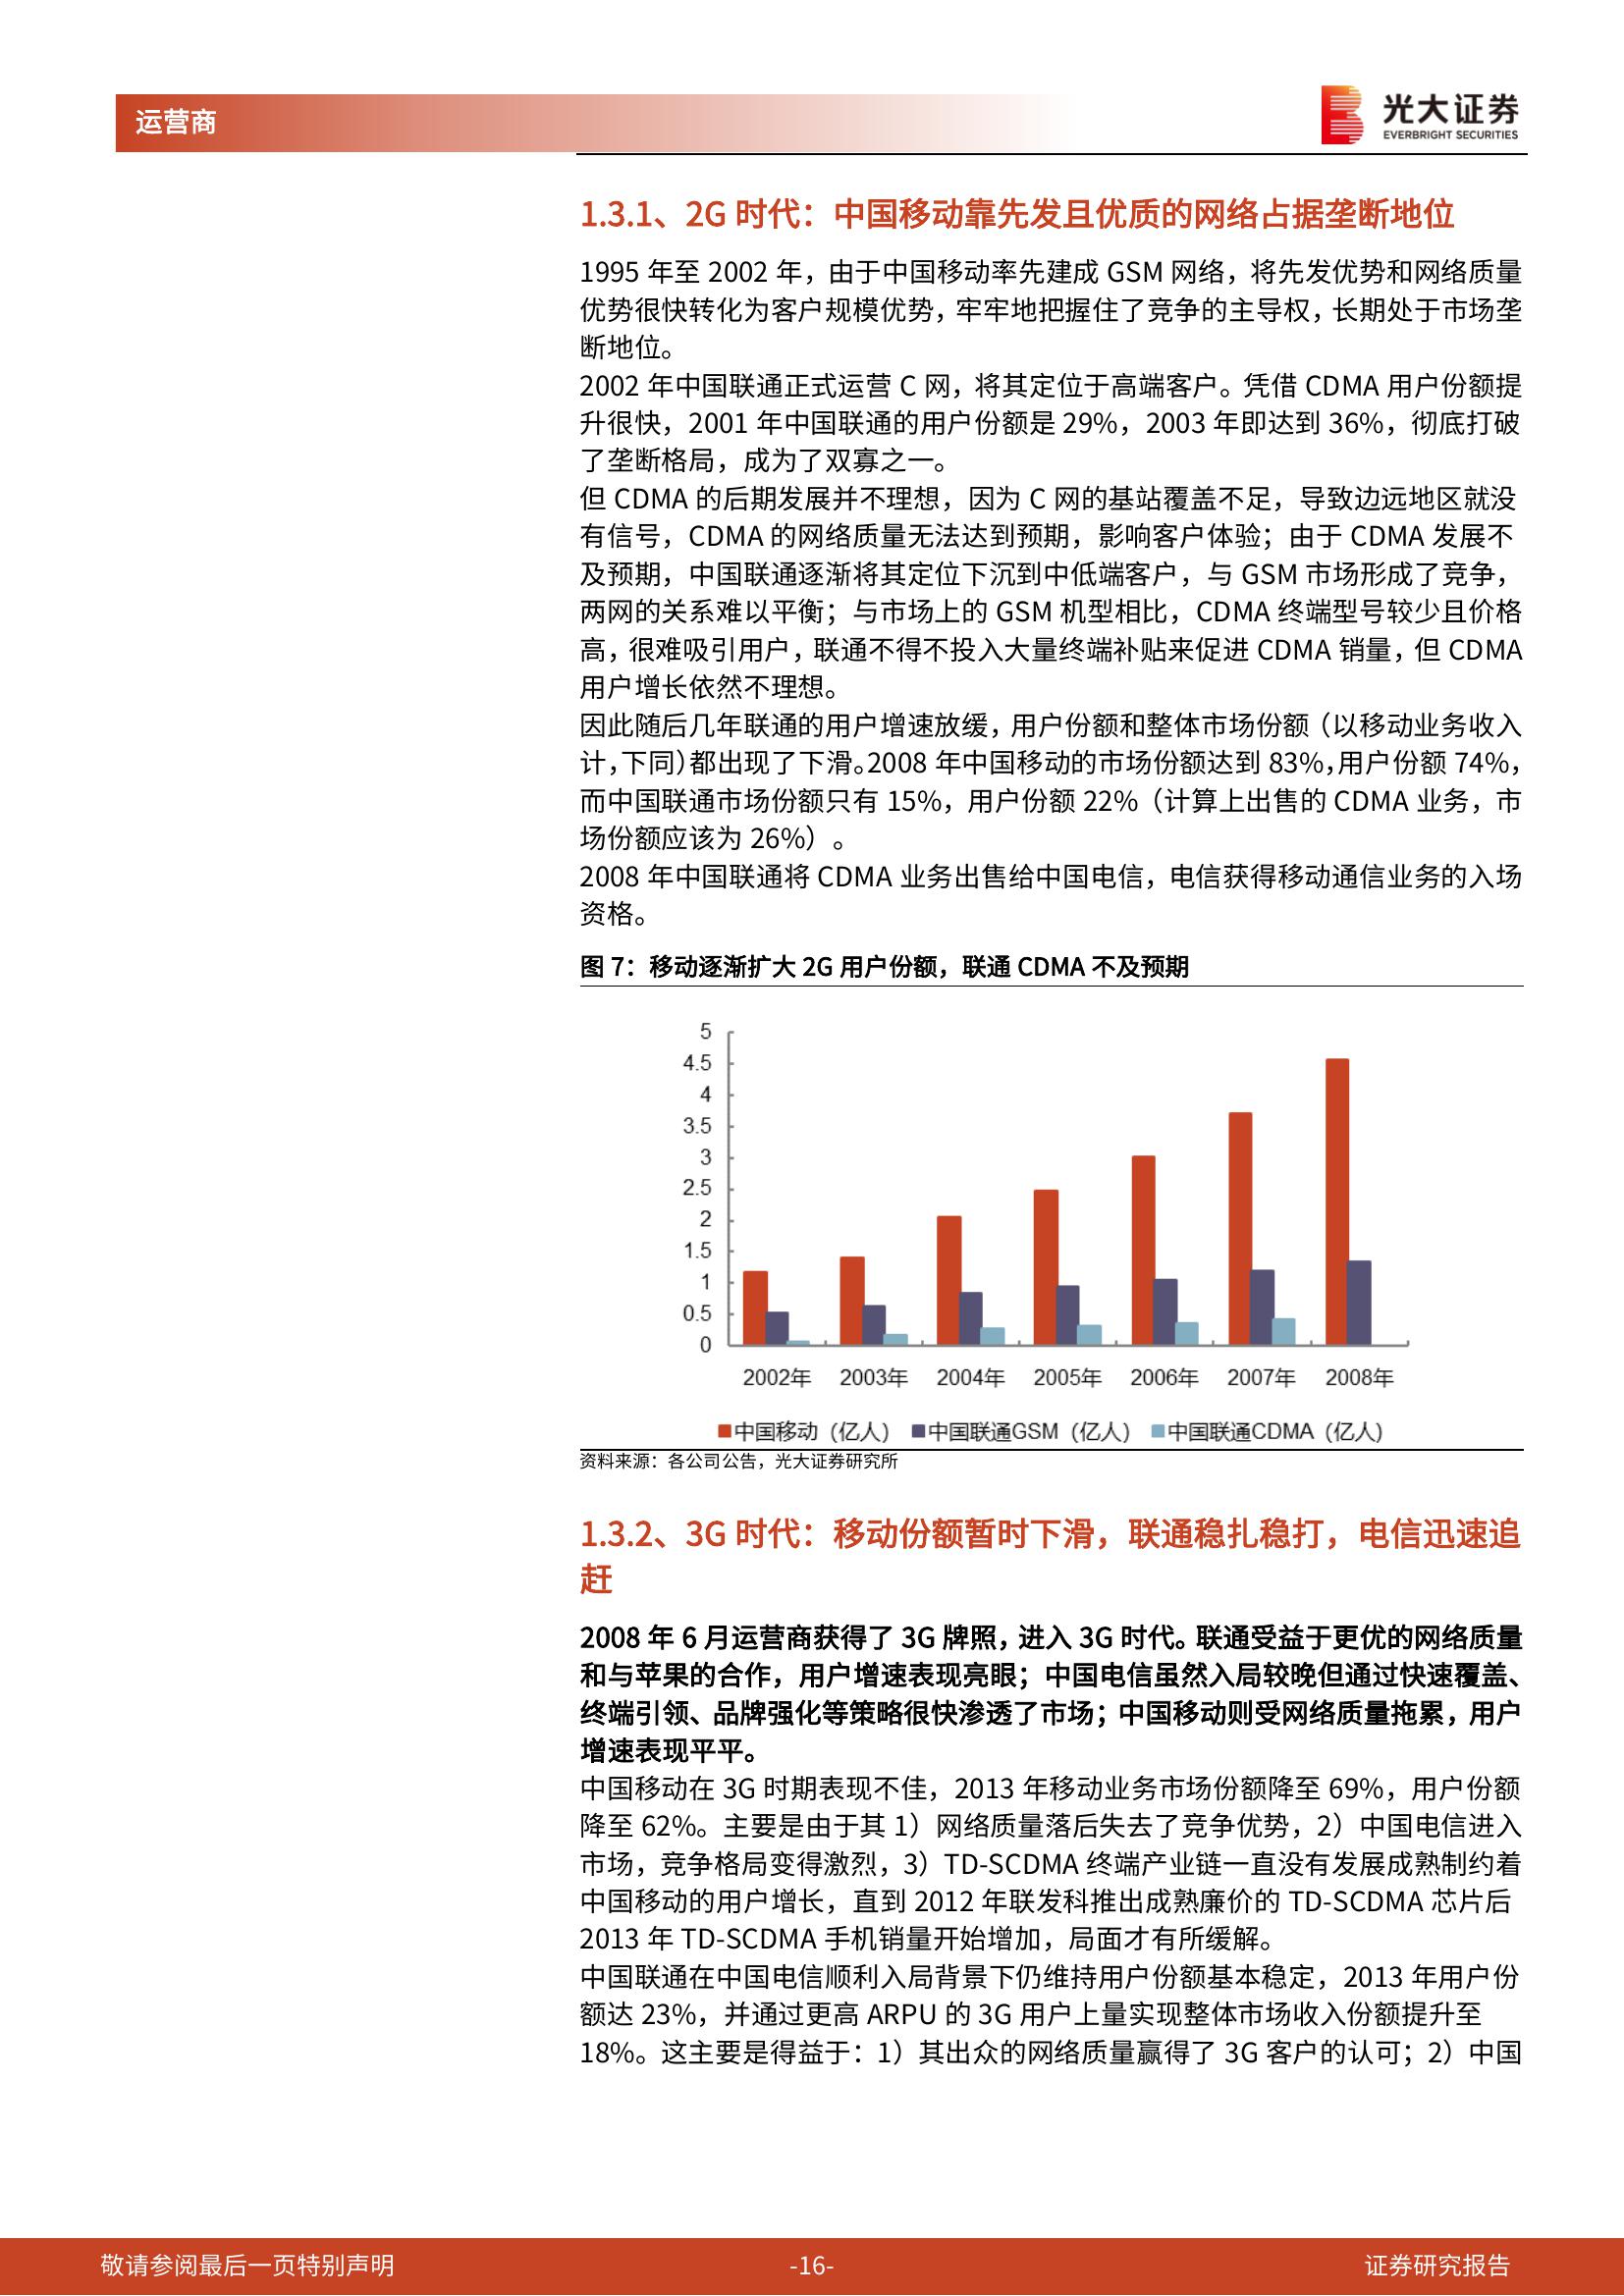 运营商
光大证券
EVERBRIGHT SECURITIES
1.3.1、2G 时代：中国移动靠先发且优质的网络占据垄断地位
1995 年至 2002 年，由于中国移动率先建成 GSM 网络，将先发优势和网络质量
优势很快转化为客户规模优势，牢牢地把握住了竞争的主导权，长期处于市场垄
断地位。
2002 年中国联通正式运营 C 网，将其定位于高端客户。凭借 CDMA 用户份额提
升很快，2001 年中国联通的用户份额是 29%，2003 年即达到 36%，彻底打破
了垄断格局，成为了双寡之一。
但 CDMA 的后期发展并不理想，因为 C 网的基站覆盖不足，导致边远地区就没
有信号，CDMA 的网络质量无法达到预期，影响客户体验；由于 CDMA 发展不
及预期，中国联通逐渐将其定位下沉到中低端客户，与 GSM 市场形成了竞争，
两网的关系难以平衡；与市场上的 GSM 机型相比，CDMA 终端型号较少且价格
高，很难吸引用户，联通不得不投入大量终端补贴来促进 CDMA 销量，但 CDMA
用户增长依然不理想。
因此随后几年联通的用户增速放缓，用户份额和整体市场份额（以移动业务收入
计，下同）都出现了下滑。2008 年中国移动的市场份额达到 83%，用户份额 74%，
而中国联通市场份额只有 15%，用户份额 22%（计算上出售的 CDMA 业务，市
场份额应该为 26%）。
2008 年中国联通将 CDMA 业务出售给中国电信，电信获得移动通信业务的入场
资格。
图 7：移动逐渐扩大 2G 用户份额，联通 CDMA 不及预期
5
4.5
4
3.5
3
2.5
2
1.5
1
0.5
0
2002年 2003年 2004年 2005年 2006年 2007年 2008年
中国移动（亿人） 中国联通GSM（亿人） 中国联通CDMA（亿人）
资料来源：各公司公告，光大证券研究所
1.3.2、3G 时代：移动份额暂时下滑，联通稳扎稳打，电信迅速追
赶
2008 年 6 月运营商获得了 3G 牌照，进入 3G 时代。联通受益于更优的网络质量
和与苹果的合作，用户增速表现亮眼；中国电信虽然入局较晚但通过快速覆盖、
终端引领、品牌强化等策略很快渗透了市场；中国移动则受网络质量拖累，用户
增速表现平平。
中国移动在 3G 时期表现不佳，2013 年移动业务市场份额降至 69%，用户份额
降至 62%。主要是由于其 1）网络质量落后失去了竞争优势，2）中国电信进入
市场，竞争格局变得激烈，3）TD-SCDMA 终端产业链一直没有发展成熟制约着
中国移动的用户增长，直到 2012 年联发科推出成熟廉价的 TD-SCDMA 芯片后
2013 年 TD-SCDMA 手机销量开始增加，局面才有所缓解。
中国联通在中国电信顺利入局背景下仍维持用户份额基本稳定，2013 年用户份
额达 23%，并通过更高 ARPU 的 3G 用户上量实现整体市场收入份额提升至
18%。这主要是得益于：1）其出众的网络质量赢得了 3G 客户的认可；2）中国
敬请参阅最后一页特别声明
-16-
证券研究报告